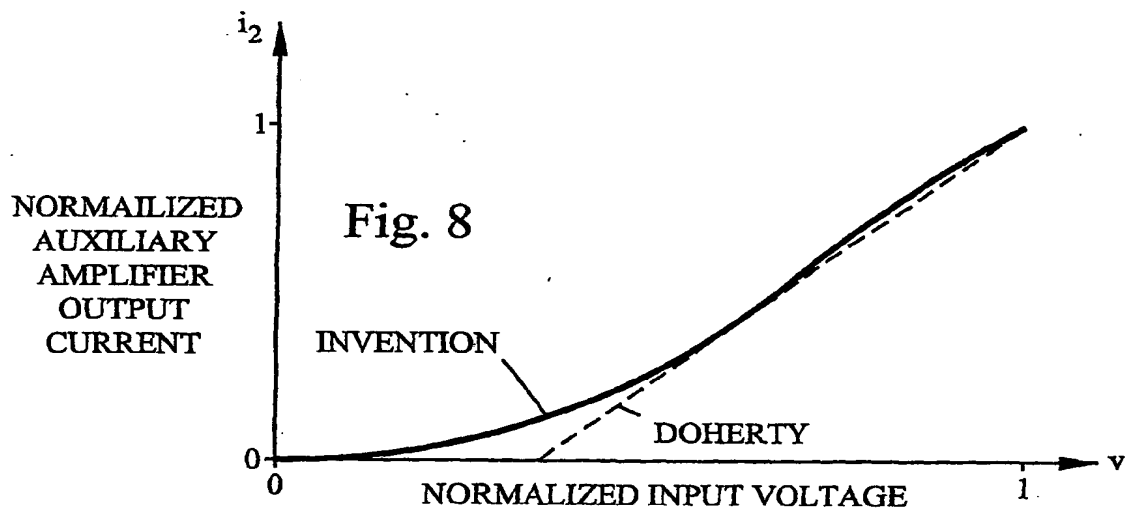 i2
1
NORMAILIZED
AUXILIARY
AMPLIFIER
OUTPUT
CURRENT
Fig. 8
INVENTION
DOHERTY
0
v
0
NORMALIZED INPUT VOLTAGE
1